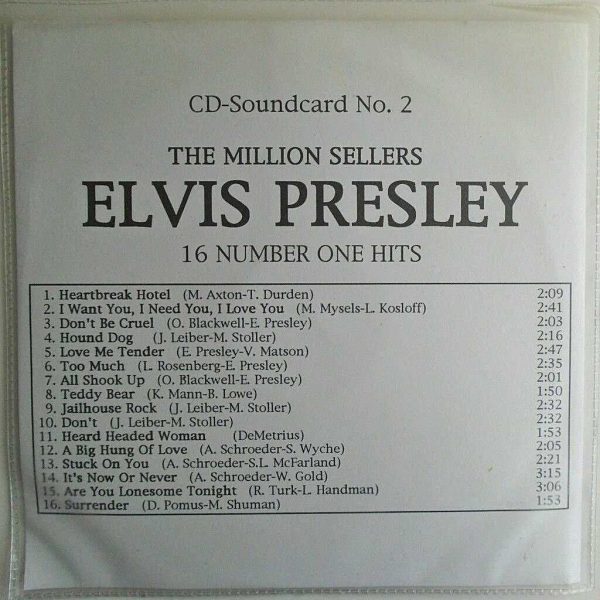 CD-Soundcard No. 2
THE MILLION SELLERS
ELVIS PRESLEY
16 NUMBER ONE HITS
1. Heartbreak Hotel (M. Axton-T. Durden) 2:09
2. I Want You, I Need You, I Love You (M. Mysels-L. Kosloff) 2:41
3. Don't Be Cruel (O. Blackwell-E. Presley) 2:03
4. Hound Dog (J. Leiber-M. Stoller) 2:16
5. Love Me Tender (E. Presley-V. Matson) 2:47
6. Too Much (L. Rosenberg-E. Presley) 2:35
7. All Shook Up (O. Blackwell-E. Presley) 2:01
8. Teddy Bear (K. Mann-B. Lowe) 1:50
9. Jailhouse Rock (J. Leiber-M. Stoller) 2:32
10. Don't (J. Leiber-M. Stoller) 2:32
11. Heard Headed Woman (DeMetrius) 1:53
12. A Big Hung Of Love (A. Schroeder-S. Wyche) 2:05
13. Stuck On You (A. Schroeder-S.L. McFarland) 2:21
14. It's Now Or Never (A. Schroeder-W. Gold) 3:15
15. Are You Lonesome Tonight (R. Turk-L. Handman) 3:06
16. Surrender (D. Pomus-M. Shuman) 1:53